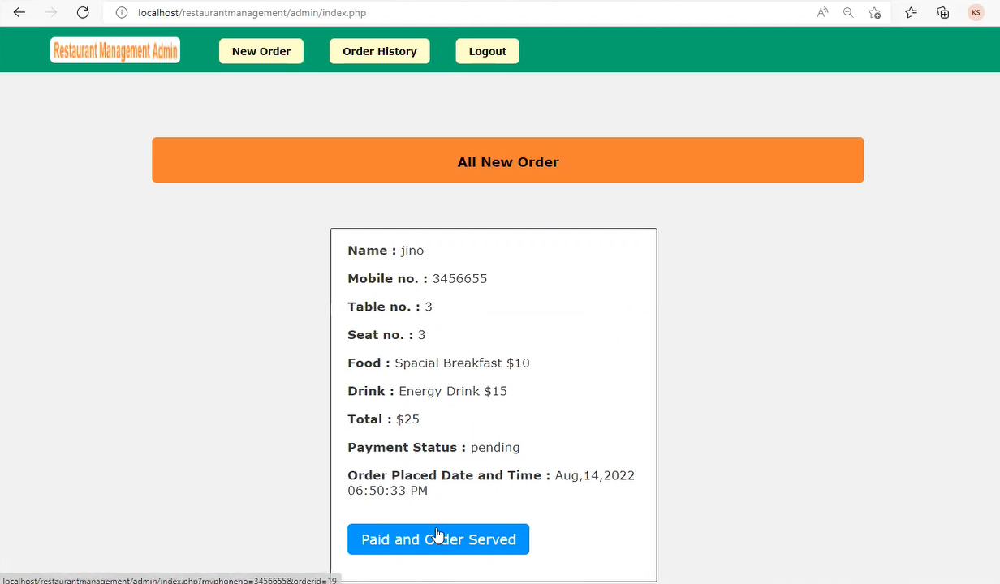 localhost/restaurantmanagement/admin/index.php
KS
Restaurant Management Admin
New Order
Order History
Logout
All New Order
Name : jino
Mobile no. : 3456655
Table no. : 3
Seat no. : 3
Food : Spacial Breakfast $10
Drink : Energy Drink $15
Total : $25
Payment Status : pending
Order Placed Date and Time : Aug,14,2022
06:50:33 PM
Paid and Order Served
localhost/restaurantmanagement/admin/index.php?myphoneno=3456655&orderid=19